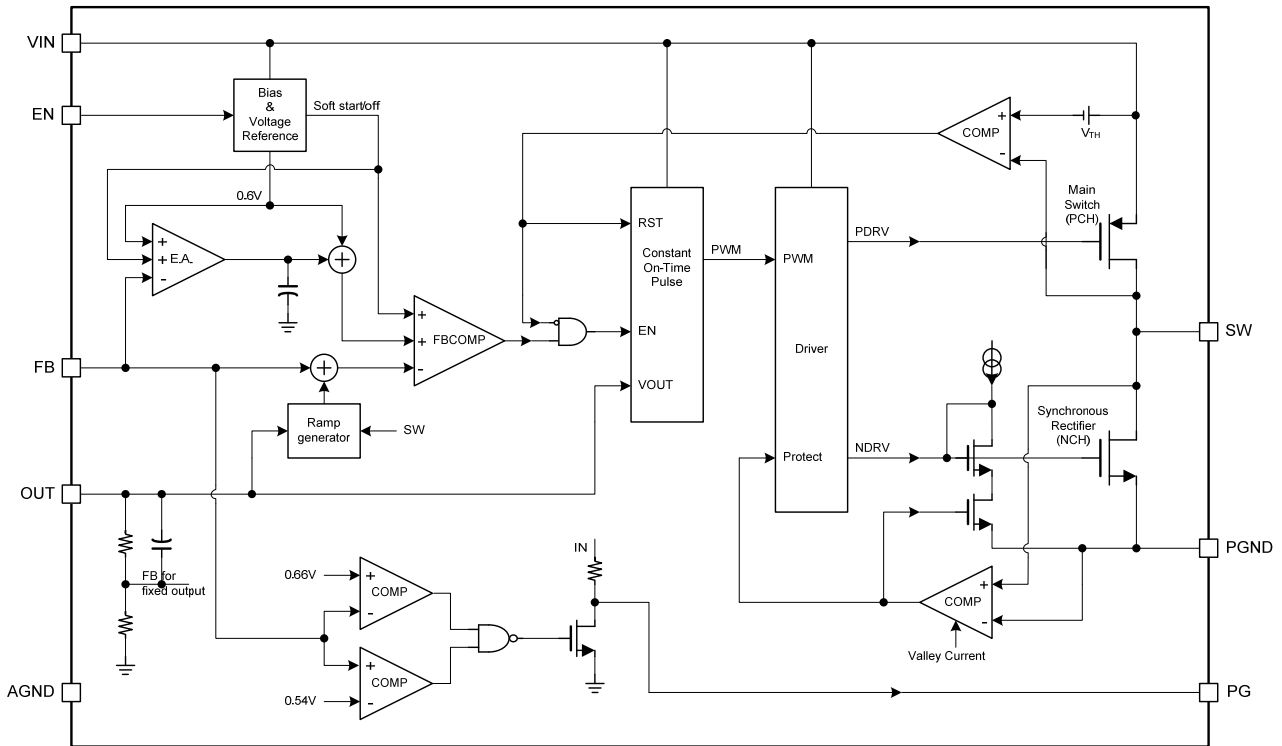 VIN
EN
Bias
&
Voltage
Reference
Soft start/off
0.6V
+
+
-
E.A.
+
FB
+
Ramp
generator
SW
OUT
FB for
fixed output
AGND
+
+
-
FBCOMP
RST
Constant
On-Time
Pulse
EN
VOUT
PWM
PWM
Driver
Protect
PDRV
NDRV
COMP
+
-
VTH
Main
Switch
(PCH)
SW
Synchronous
Rectifier
(NCH)
PGND
COMP
+
-
Valley Current
0.66V
+
-
COMP
0.54V
+
-
COMP
IN
PG